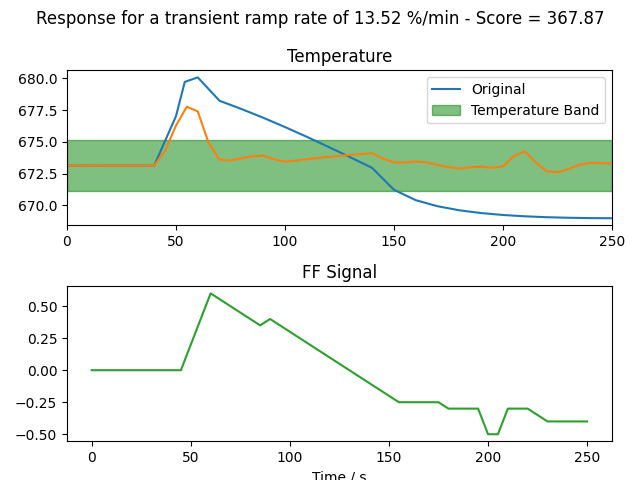 Response for a transient ramp rate of 13.52 %/min - Score = 367.87
Temperature
680.0
677.5
675.0
672.5
670.0
Original
Temperature Band
0 50 100 150 200 250
FF Signal
0.50
0.25
0.00
−0.25
−0.50
0 50 100 150 200 250
Time / s